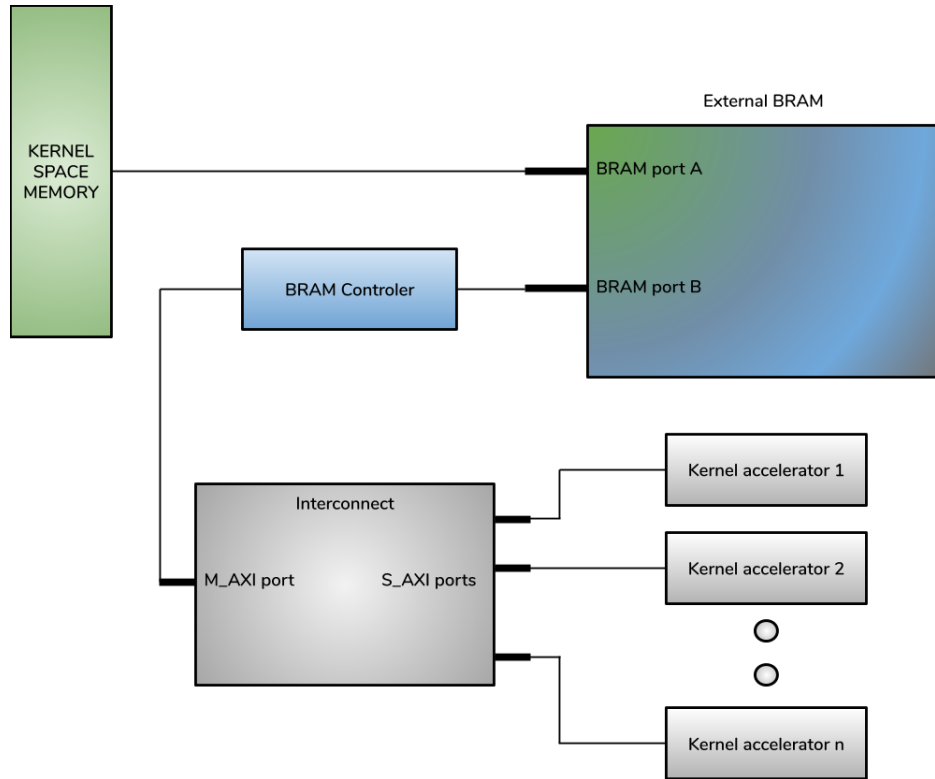 External BRAM
KERNEL
SPACE
MEMORY
BRAM port A
BRAM Controler
BRAM port B
Kernel accelerator 1
Interconnect
M_AXI port
S_AXI ports
Kernel accelerator 2
Kernel accelerator n